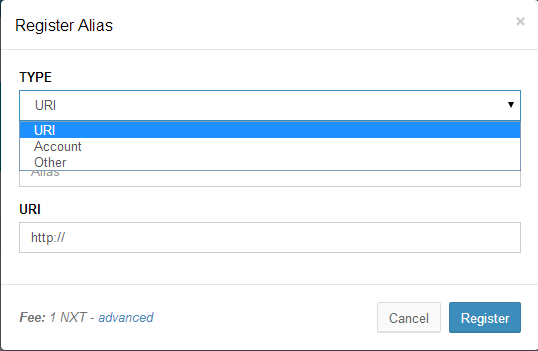 Register Alias ×
TYPE
URI
URI
Account
Other
Alias
URI
http://
Fee: 1 NXT - advanced
Cancel Register